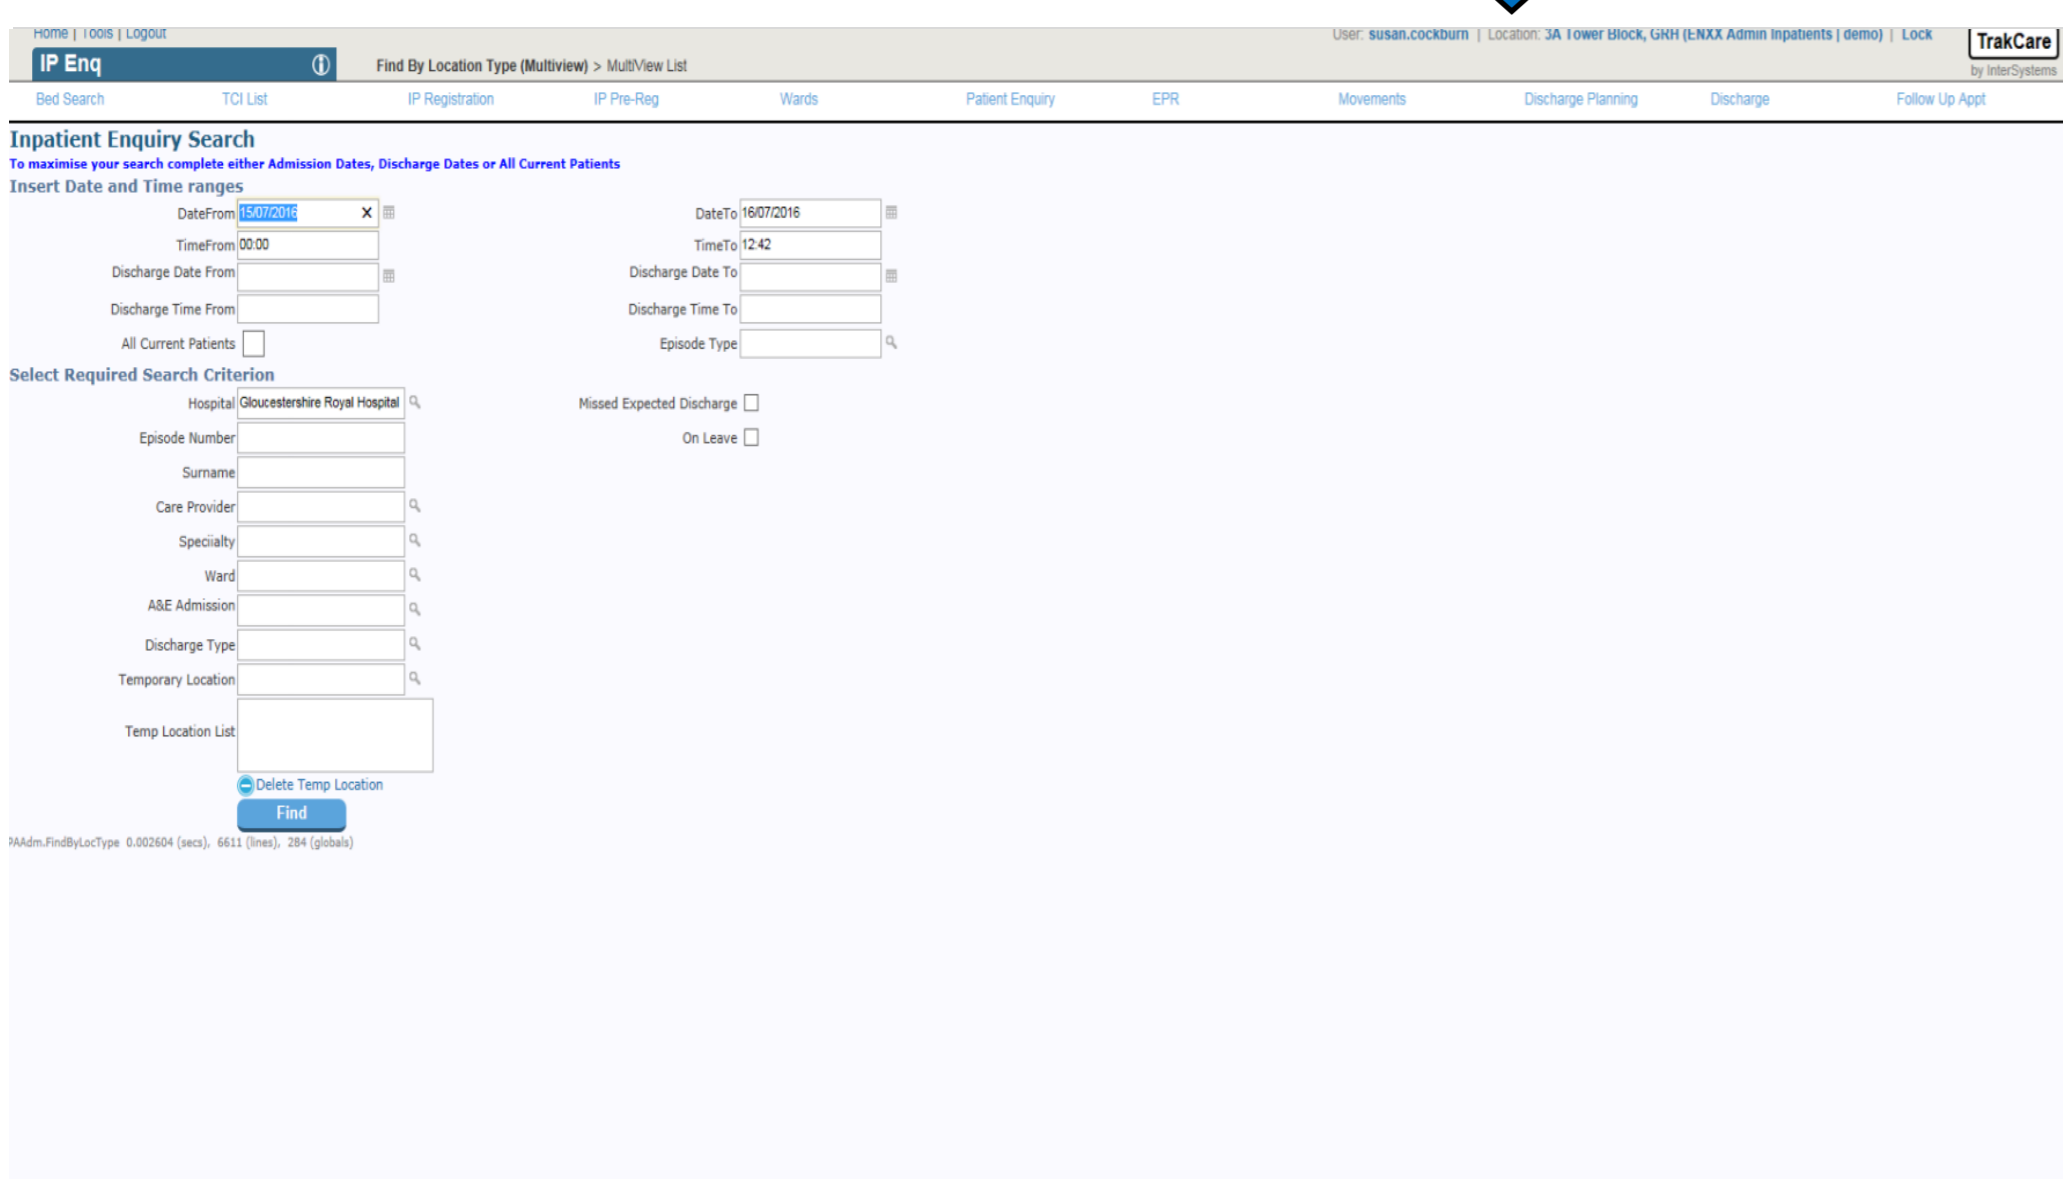 Home | Tools | Logout
User: susan.cockburn | Location: 3A Tower Block, GRH (ENXX Admin Inpatients | demo) | Lock
TrakCare
by InterSystems
IP Enq
Find By Location Type (Multiview) > MultiView List
Bed Search TCI List IP Registration IP Pre-Reg Wards Patient Enquiry EPR Movements Discharge Planning Discharge Follow Up Appt
Inpatient Enquiry Search
To maximise your search complete either Admission Dates, Discharge Dates or All Current Patients
Insert Date and Time ranges
DateFrom 15/07/2016 DateTo 16/07/2016
TimeFrom 00:00 TimeTo 12:42
Discharge Date From Discharge Date To
Discharge Time From Discharge Time To
All Current Patients Episode Type
Select Required Search Criterion
Hospital Gloucestershire Royal Hospital Missed Expected Discharge
Episode Number On Leave
Surname
Care Provider
Speciialty
Ward
A&E Admission
Discharge Type
Temporary Location
Temp Location List
Delete Temp Location
Find
PAAdm.FindByLocType 0.002604 (secs), 6611 (lines), 284 (globals)